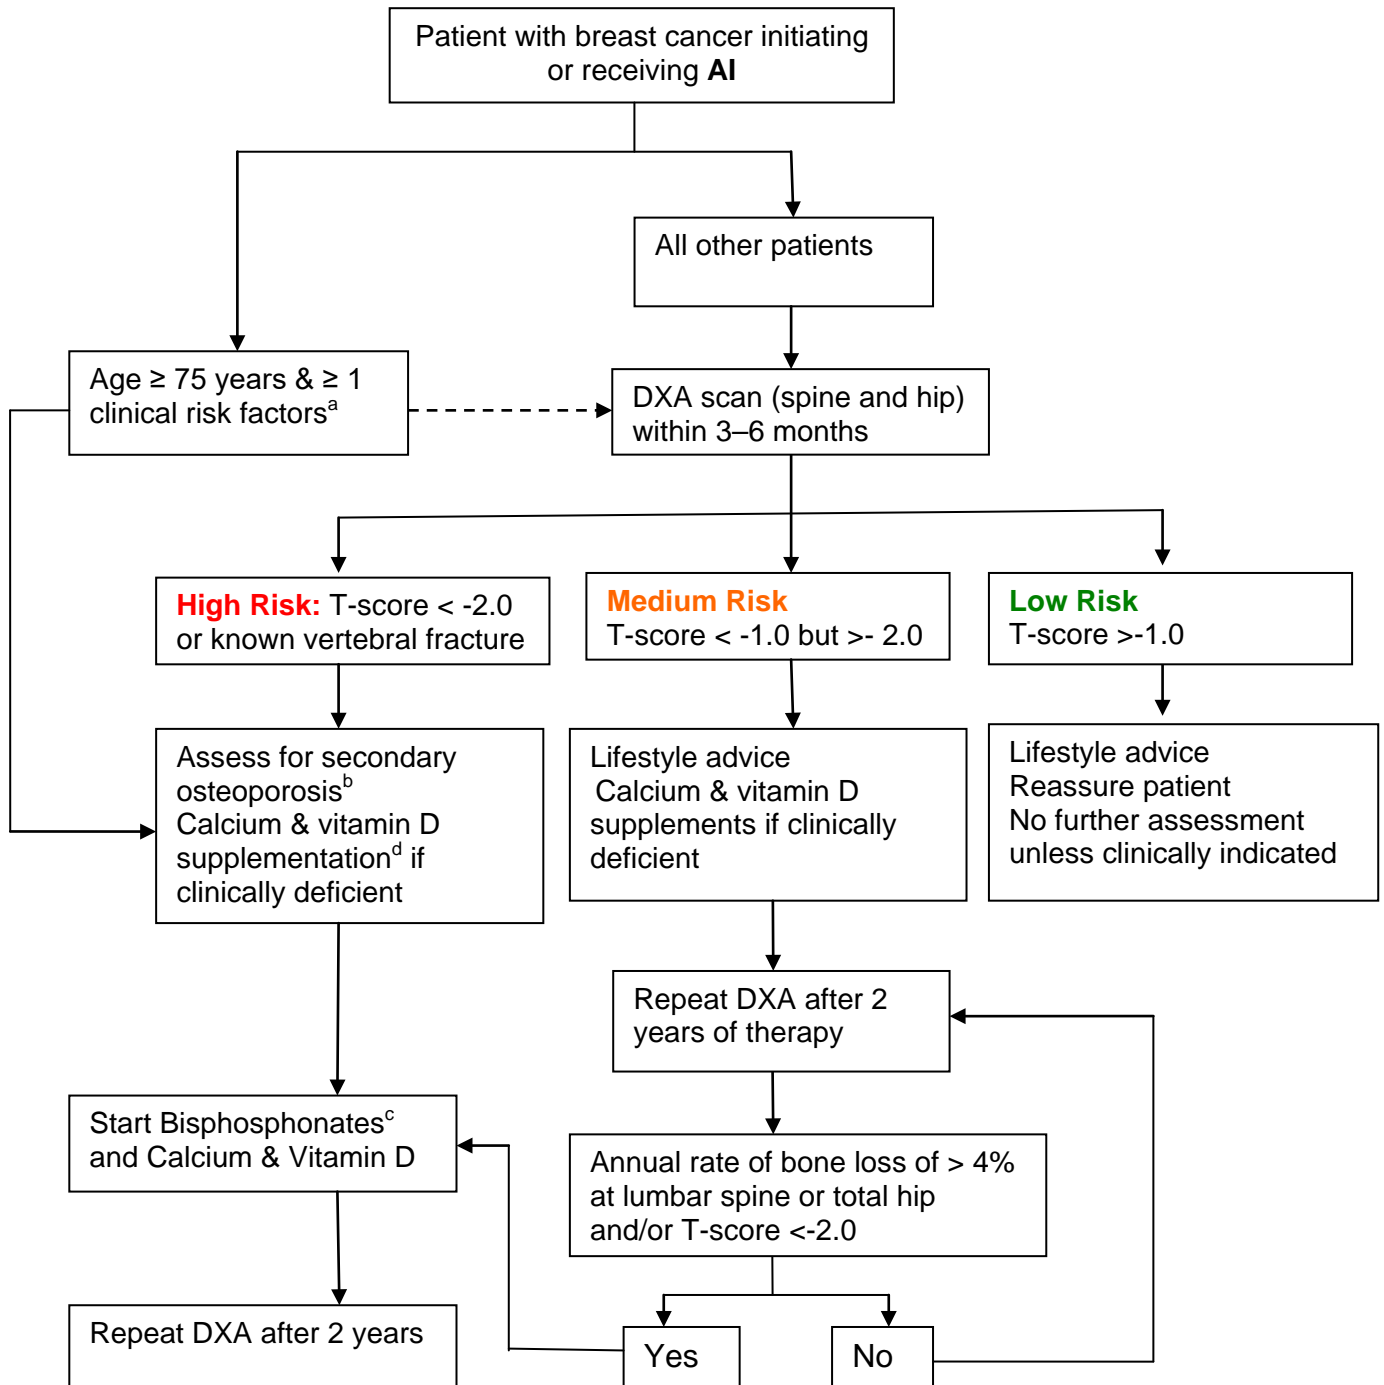 Patient with breast cancer initiating
or receiving AI
All other patients
Age ≥ 75 years & ≥ 1
clinical risk factorsa
DXA scan (spine and hip)
within 3–6 months
High Risk: T-score < -2.0
or known vertebral fracture
Medium Risk
T-score < -1.0 but >- 2.0
Low Risk
T-score >-1.0
Assess for secondary
osteoporosisb
Calcium & vitamin D
supplementationd if
clinically deficient
Lifestyle advice
Calcium & vitamin D
supplements if clinically
deficient
Lifestyle advice
Reassure patient
No further assessment
unless clinically indicated
Repeat DXA after 2
years of therapy
Start Bisphosphonatesc
and Calcium & Vitamin D
Annual rate of bone loss of > 4%
at lumbar spine or total hip
and/or T-score <-2.0
Repeat DXA after 2 years
Yes
No